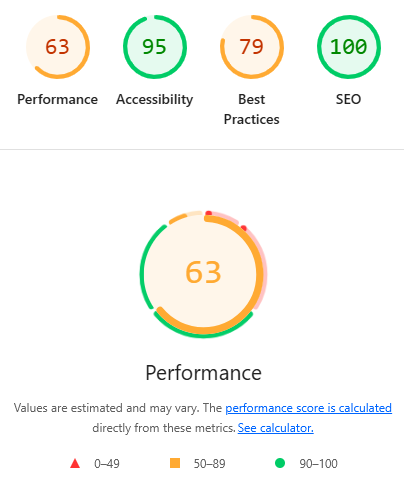 63 95 79 100
Performance Accessibility Best Practices SEO
63
Performance
Values are estimated and may vary. The performance score is calculated
directly from these metrics. See calculator.
0–49 50–89 90–100